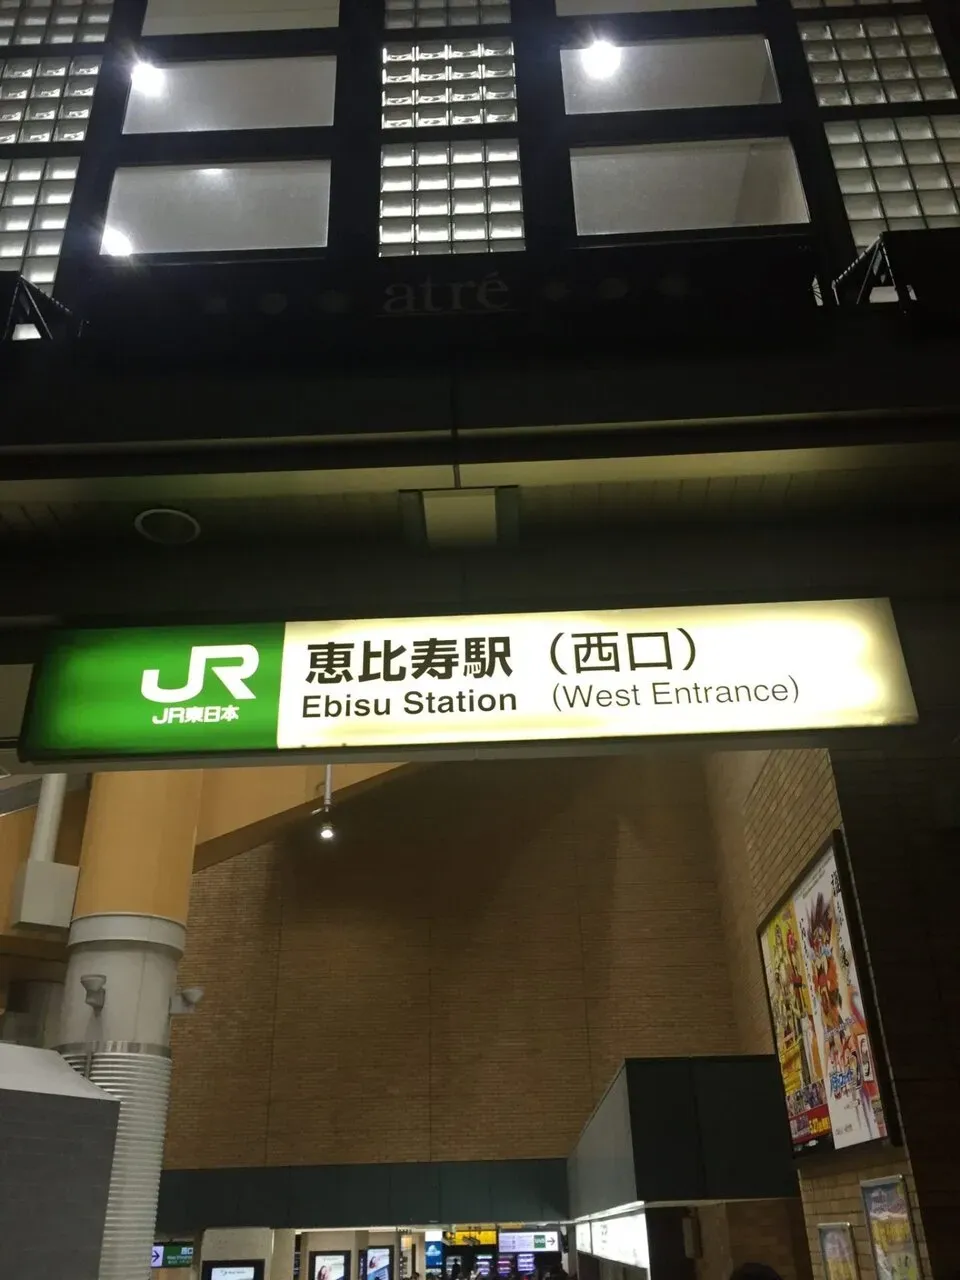 atré
JR
JR東日本
恵比寿駅 (西口)
Ebisu Station (West Entrance)